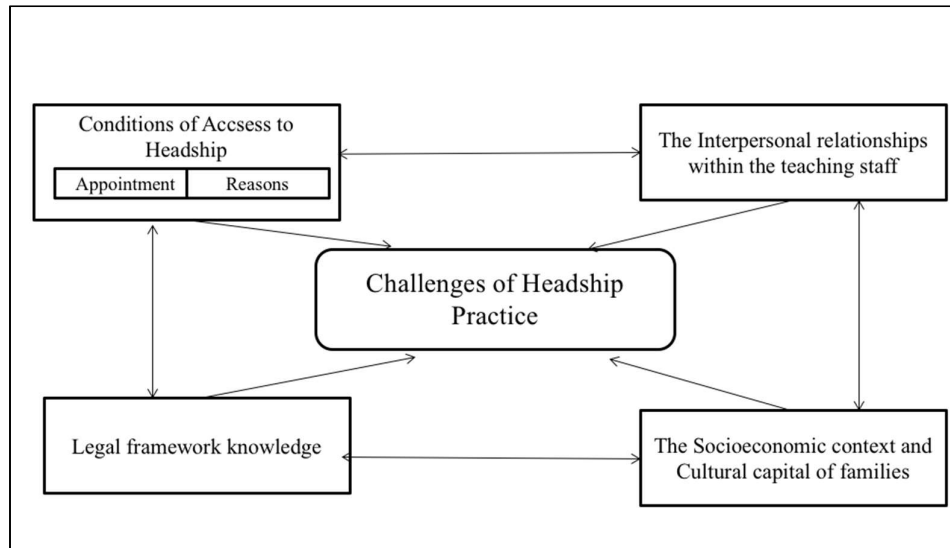 Conditions of Accsess to
Headship
Appointment
Reasons
The Interpersonal relationships
within the teaching staff
Challenges of Headship
Practice
Legal framework knowledge
The Socioeconomic context and
Cultural capital of families